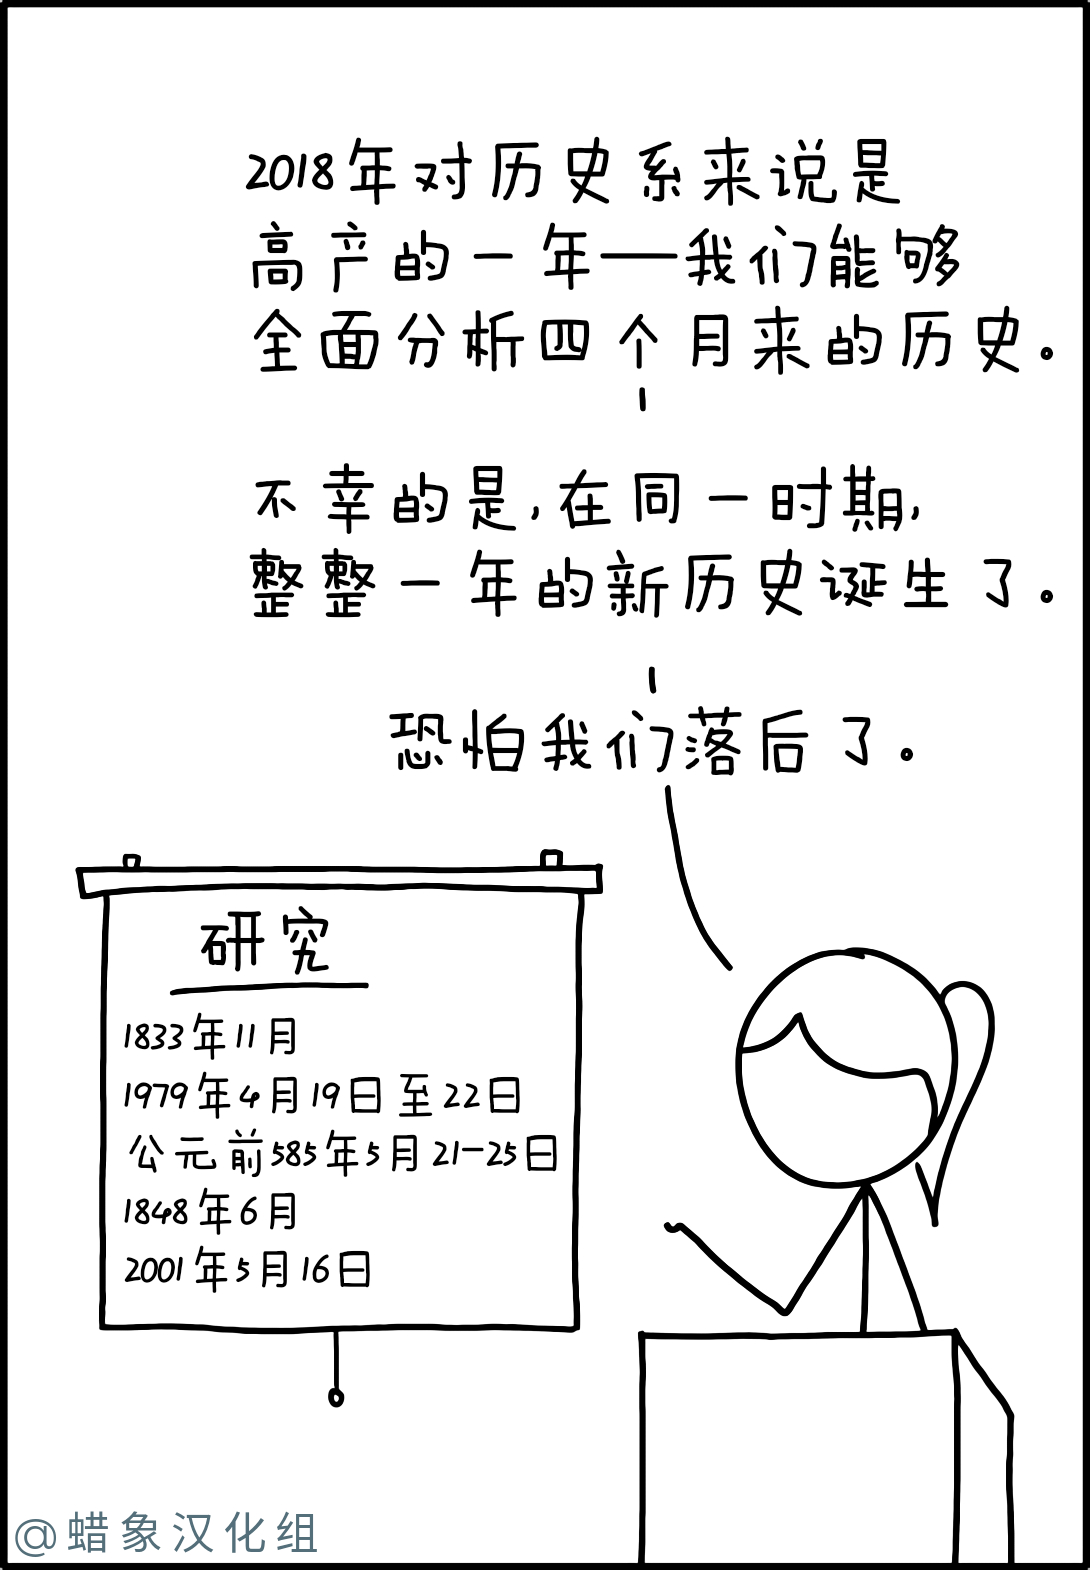 2018年对历史系来说是
高产的一年——我们能够
全面分析四个月来的历史。
不幸的是,在同一时期,
整整一年的新历史诞生了。
恐怕我们落后了。
研究
1833年11月
1979年4月19日至22日
公元前585年5月21-25日
1848年6月
2001年5月16日
@蜡象汉化组